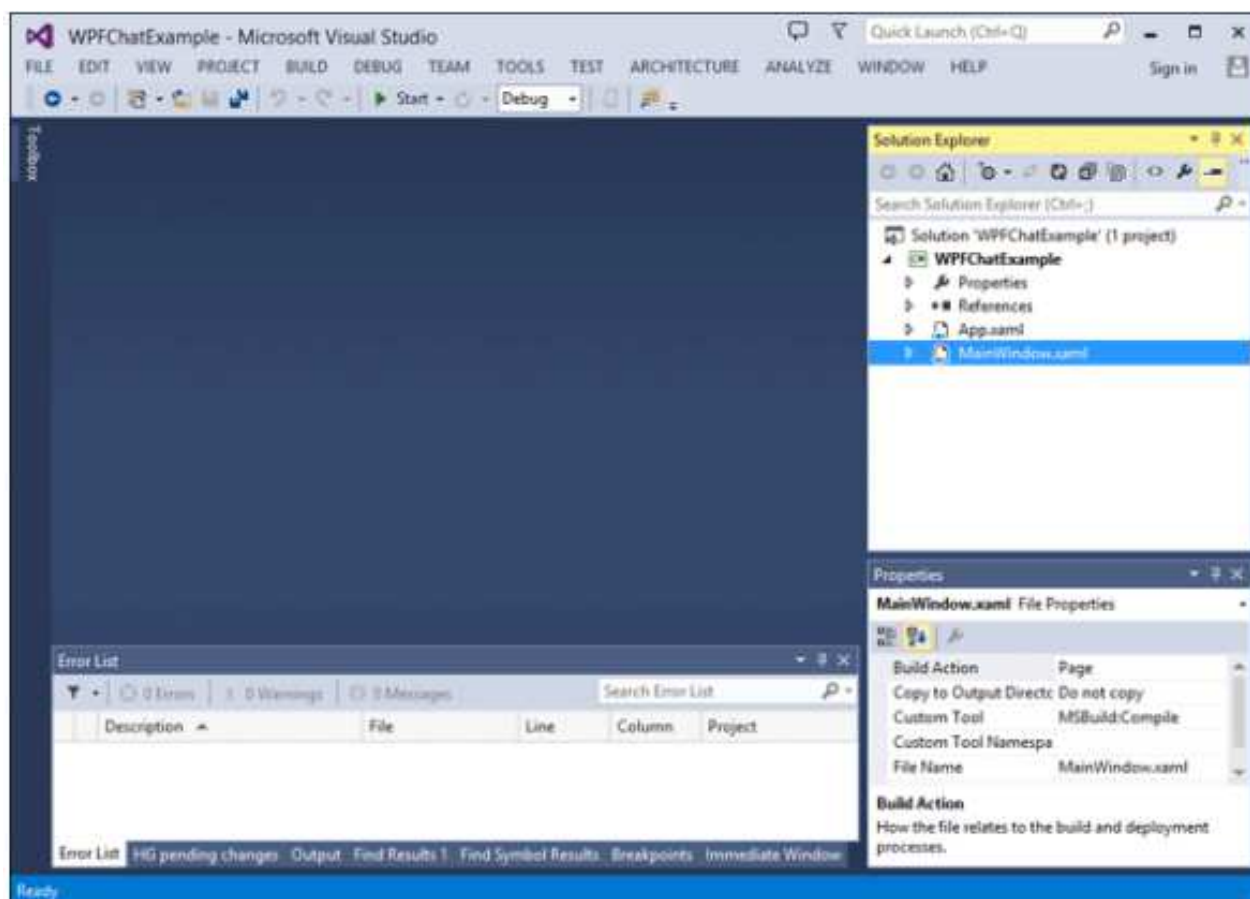 WPFChatExample - Microsoft Visual Studio
Quick Launch (Ctrl+Q)
FILE EDIT VIEW PROJECT BUILD DEBUG TEAM TOOLS TEST ARCHITECTURE ANALYZE WINDOW HELP Sign in
Start Debug
Toolbox
Solution Explorer
Search Solution Explorer (Ctrl+;)
Solution 'WPFChatExample' (1 project)
C# WPFChatExample
Properties
References
App.xaml
MainWindow.xaml
Properties
MainWindow.xaml File Properties
Build Action Page
Copy to Output Directc Do not copy
Custom Tool MSBuild:Compile
Custom Tool Namespa
File Name MainWindow.xaml
Build Action
How the file relates to the build and deployment
processes.
Error List
0 Errors 0 Warnings 0 Messages Search Error List
Description File Line Column Project
Error List HG pending changes Output Find Results 1 Find Symbol Results Breakpoints Immediate Window
Ready